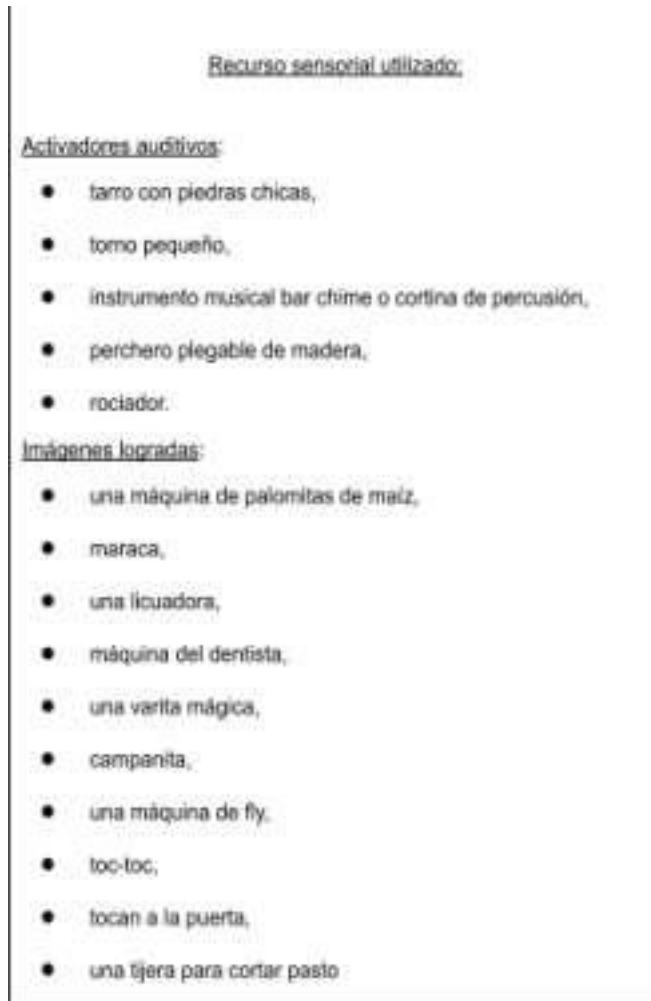 Recurso sensorial utilizado:
Activadores auditivos:
● tarro con piedras chicas,
● torno pequeño,
● instrumento musical bar chime o cortina de percusión,
● perchero plegable de madera,
● rociador.
Imágenes logradas:
● una máquina de palomitas de maíz,
● maraca,
● una licuadora,
● máquina del dentista,
● una varita mágica,
● campanita,
● una máquina de fly,
● toc-toc,
● tocan a la puerta,
● una tijera para cortar pasto